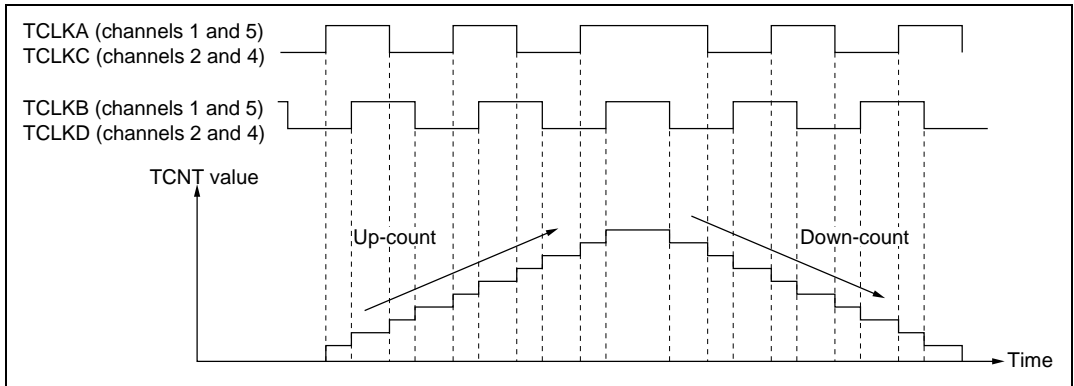 TCLKA (channels 1 and 5)
TCLKC (channels 2 and 4)
TCLKB (channels 1 and 5)
TCLKD (channels 2 and 4)
TCNT value
Up-count
Down-count
Time